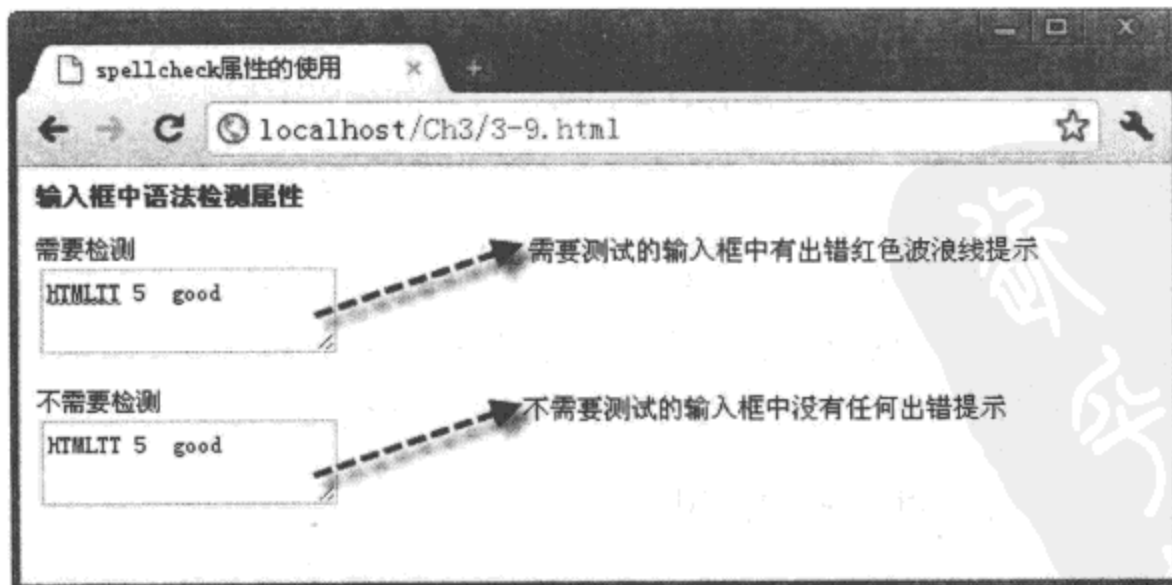 spellcheck属性的使用
localhost/Ch3/3-9.html
输入框中语法检测属性
需要检测
需要测试的输入框中有出错红色波浪线提示
HTMLTT 5 good
不需要检测
不需要测试的输入框中没有任何出错提示
HTMLTT 5 good